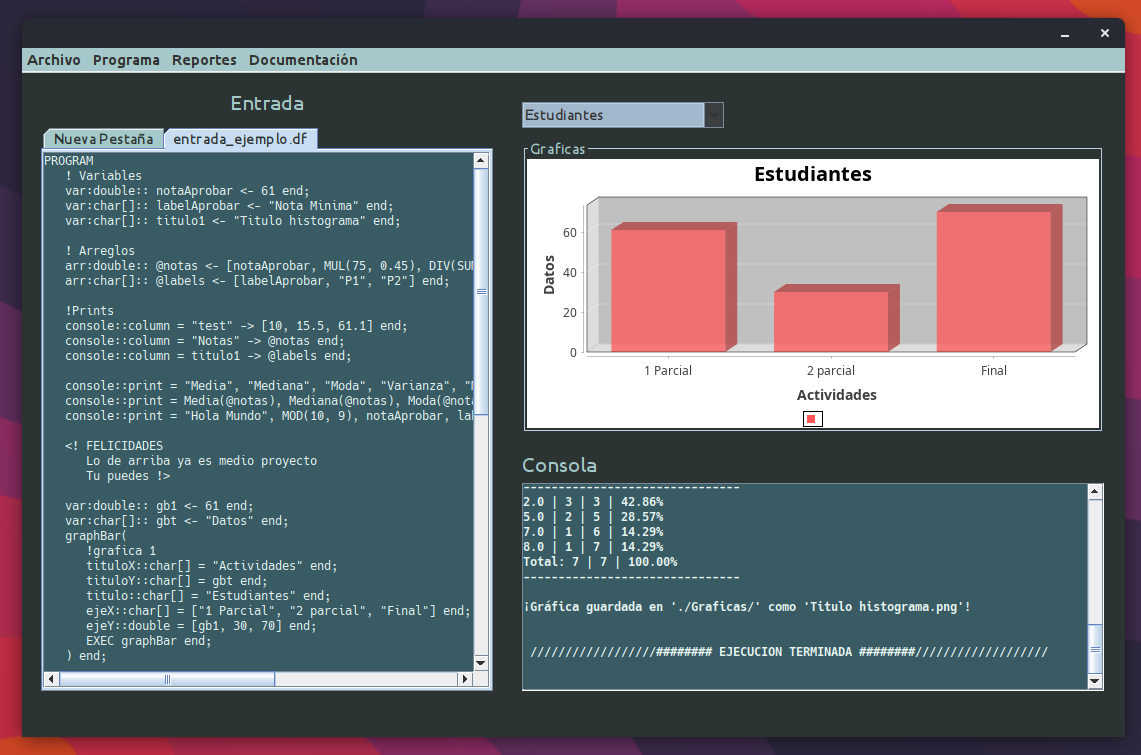 Archivo Programa Reportes Documentación
Entrada
Nueva Pestaña entrada_ejemplo.df
PROGRAM
! Variables
var:double:: notaAprobar <- 61 end;
var:char[]:: labelAprobar <- "Nota Minima" end;
var:char[]:: titulo1 <- "Titulo histograma" end;
! Arreglos
arr:double:: @notas <- [notaAprobar, MUL(75, 0.45), DIV(SUM
arr:char[]:: @labels <- [labelAprobar, "P1", "P2"] end;
!Prints
console::column = "test" -> [10, 15.5, 61.1] end;
console::column = "Notas" -> @notas end;
console::column = titulo1 -> @labels end;
console::print = "Media", "Mediana", "Moda", "Varianza", "M
console::print = Media(@notas), Mediana(@notas), Moda(@nota
console::print = "Hola Mundo", MOD(10, 9), notaAprobar, lab
<! FELICIDADES
Lo de arriba ya es medio proyecto
Tu puedes !>
var:double:: gb1 <- 61 end;
var:char[]:: gbt <- "Datos" end;
graphBar(
!grafica 1
tituloX::char[] = "Actividades" end;
tituloY::char[] = gbt end;
titulo::char[] = "Estudiantes" end;
ejeX::char[] = ["1 Parcial", "2 parcial", "Final"] end;
ejeY::double = [gb1, 30, 70] end;
EXEC graphBar end;
) end;
Estudiantes
Graficas
Estudiantes
Datos
60
40
20
0
1 Parcial 2 parcial Final
Actividades
Consola
-------------------------------
2.0 | 3 | 3 | 42.86%
5.0 | 2 | 5 | 28.57%
7.0 | 1 | 6 | 14.29%
8.0 | 1 | 7 | 14.29%
Total: 7 | 7 | 100.00%
-------------------------------
¡Gráfica guardada en './Graficas/' como 'Titulo histograma.png'!
//////////////////######## EJECUCION TERMINADA ########///////////////////